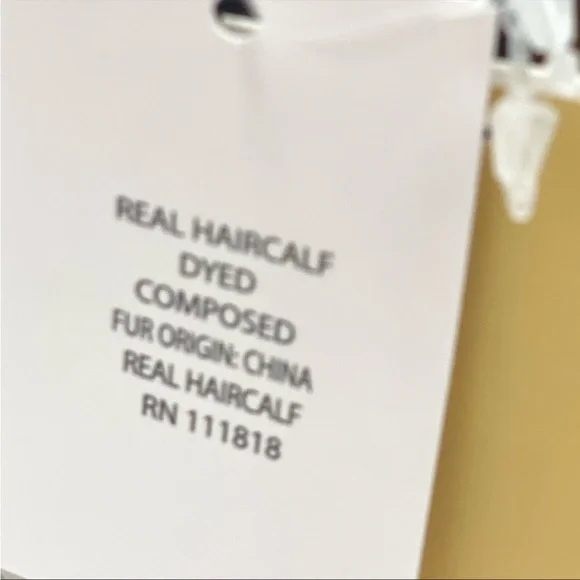 REAL HAIRCALF
DYED
COMPOSED
FUR ORIGIN: CHINA
REAL HAIRCALF
RN 111818